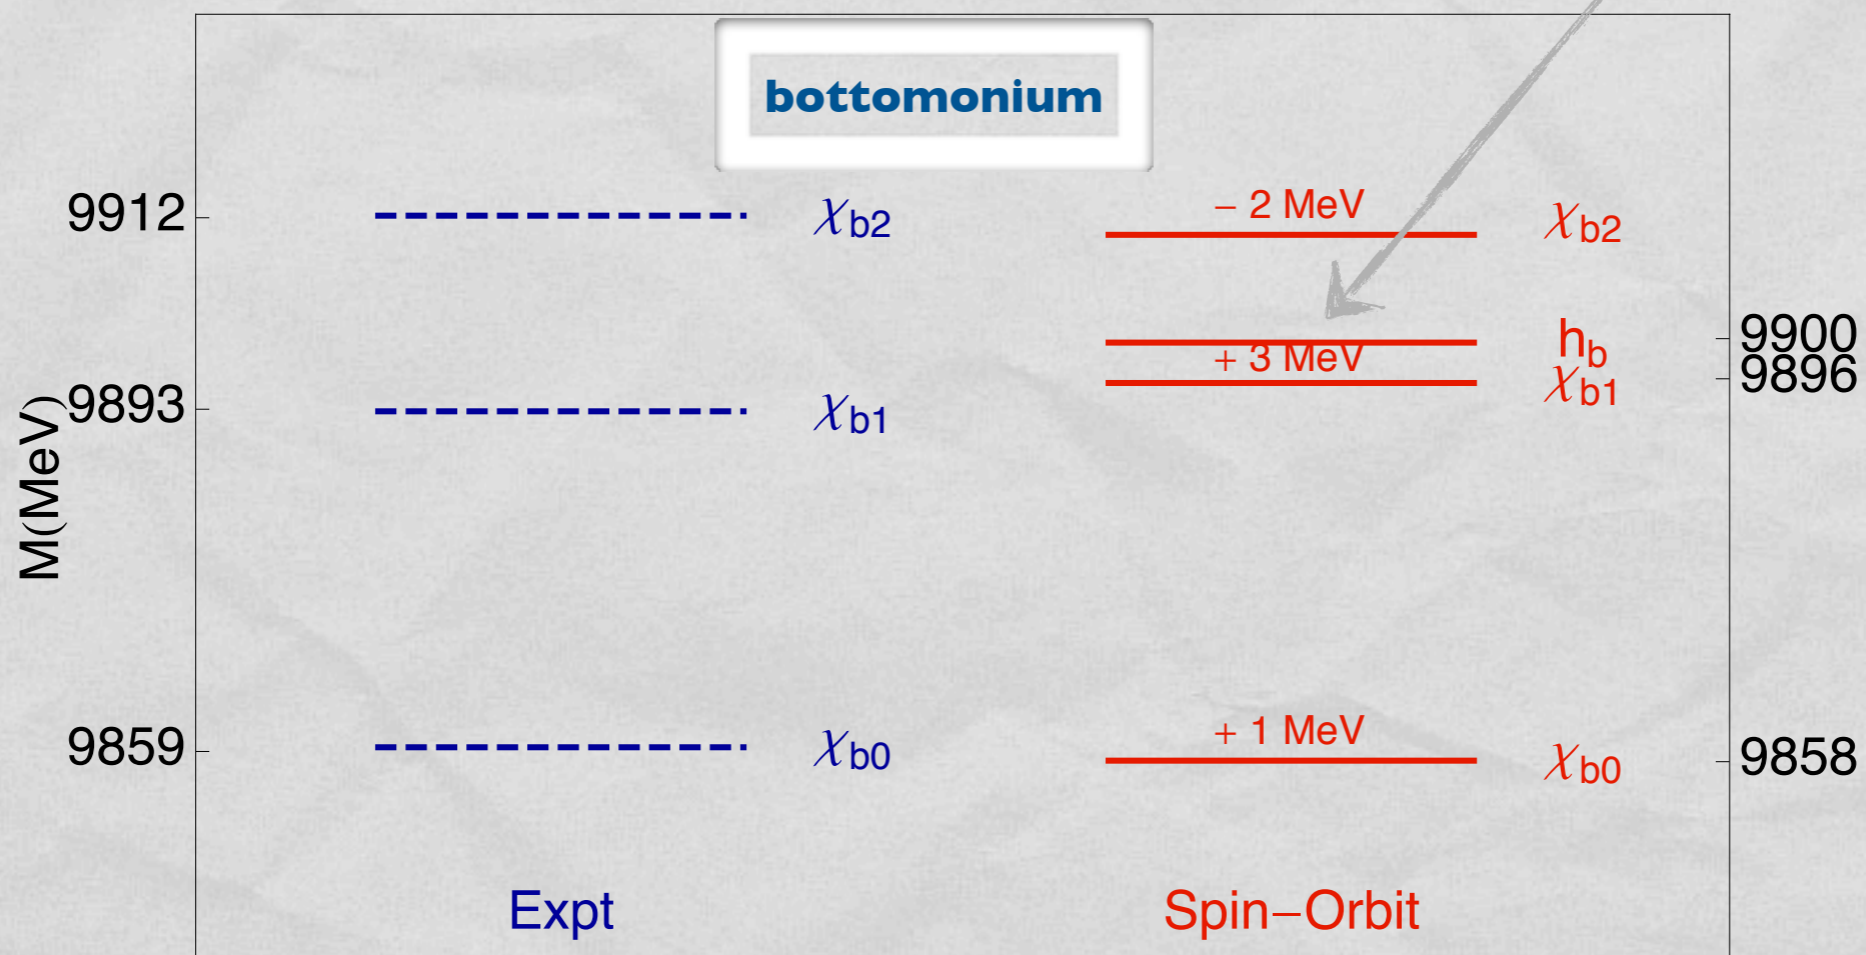 bottomonium
9912
χb2
− 2 MeV
χb2
hb
9900
+ 3 MeV
9896
χb1
9893
χb1
M(MeV)
9859
χb0
+ 1 MeV
χb0
9858
Expt
Spin−Orbit